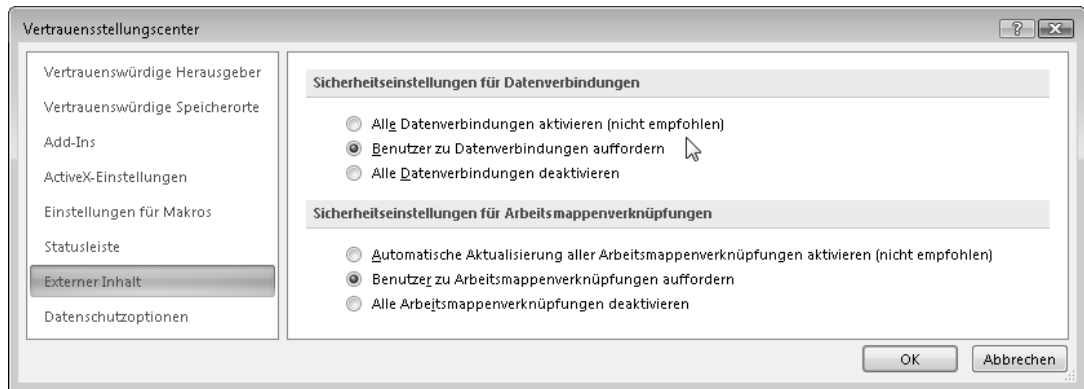 Vertrauensstellungscenter
Vertrauenswürdige Herausgeber
Vertrauenswürdige Speicherorte
Add-Ins
ActiveX-Einstellungen
Einstellungen für Makros
Statusleiste
Externer Inhalt
Datenschutzoptionen
Sicherheitseinstellungen für Datenverbindungen
Alle Datenverbindungen aktivieren (nicht empfohlen)
Benutzer zu Datenverbindungen auffordern
Alle Datenverbindungen deaktivieren
Sicherheitseinstellungen für Arbeitsmappenverknüpfungen
Automatische Aktualisierung aller Arbeitsmappenverknüpfungen aktivieren (nicht empfohlen)
Benutzer zu Arbeitsmappenverknüpfungen auffordern
Alle Arbeitsmappenverknüpfungen deaktivieren
OK
Abbrechen